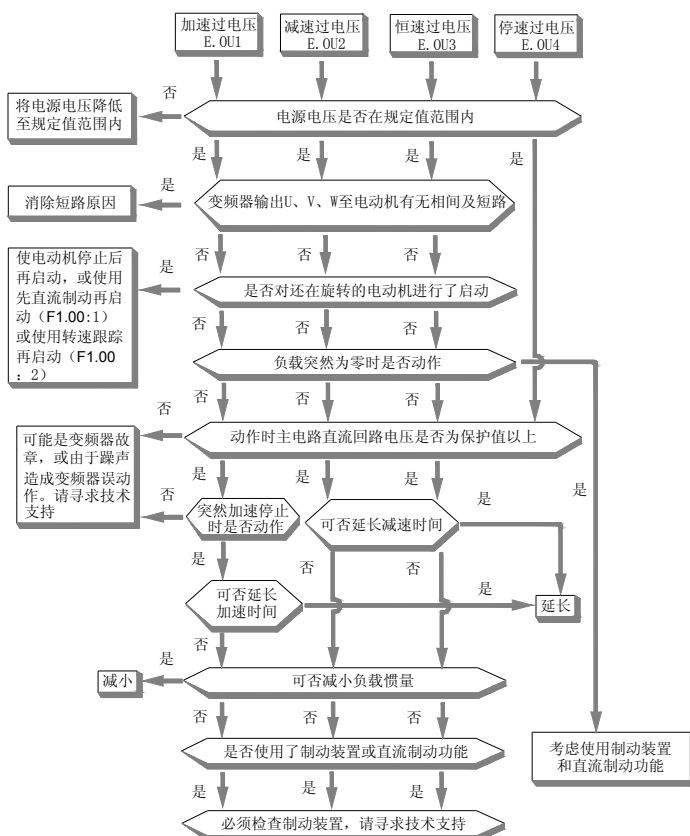 加速过电压
E.OU1
减速过电压
E.OU2
恒速过电压
E.OU3
停速过电压
E.OU4
否
将电源电压降低
至规定值范围内
电源电压是否在规定值范围内
是
是
是
是
是
消除短路原因
变频器输出U、V、W至电动机有无相间及短路
否
否
否
使电动机停止后
再启动，或使用
先直流制动再启
动（F1.00:1）
或使用转速跟踪
再启动（F1.00
：2）
是
是否对还在旋转的电动机进行了启动
否
否
否
负载突然为零时是否动作
否
否
否
否
动作时主电路直流回路电压是否为保护值以上
可能是变频器故
章，或由于躁声
造成变频器误动
作。请寻求技术
支持
是
是
是
是
是
否
突然加速停止
时是否动作
可否延长减速时间
是
否
否
可否延长
加速时间
是
延长
否
是
减小
可否减小负载惯量
否
否
否
是否使用了制动装置或直流制动功能
考虑使用制动装置
和直流制动功能
是
是
是
必须检查制动装置，请寻求技术支持